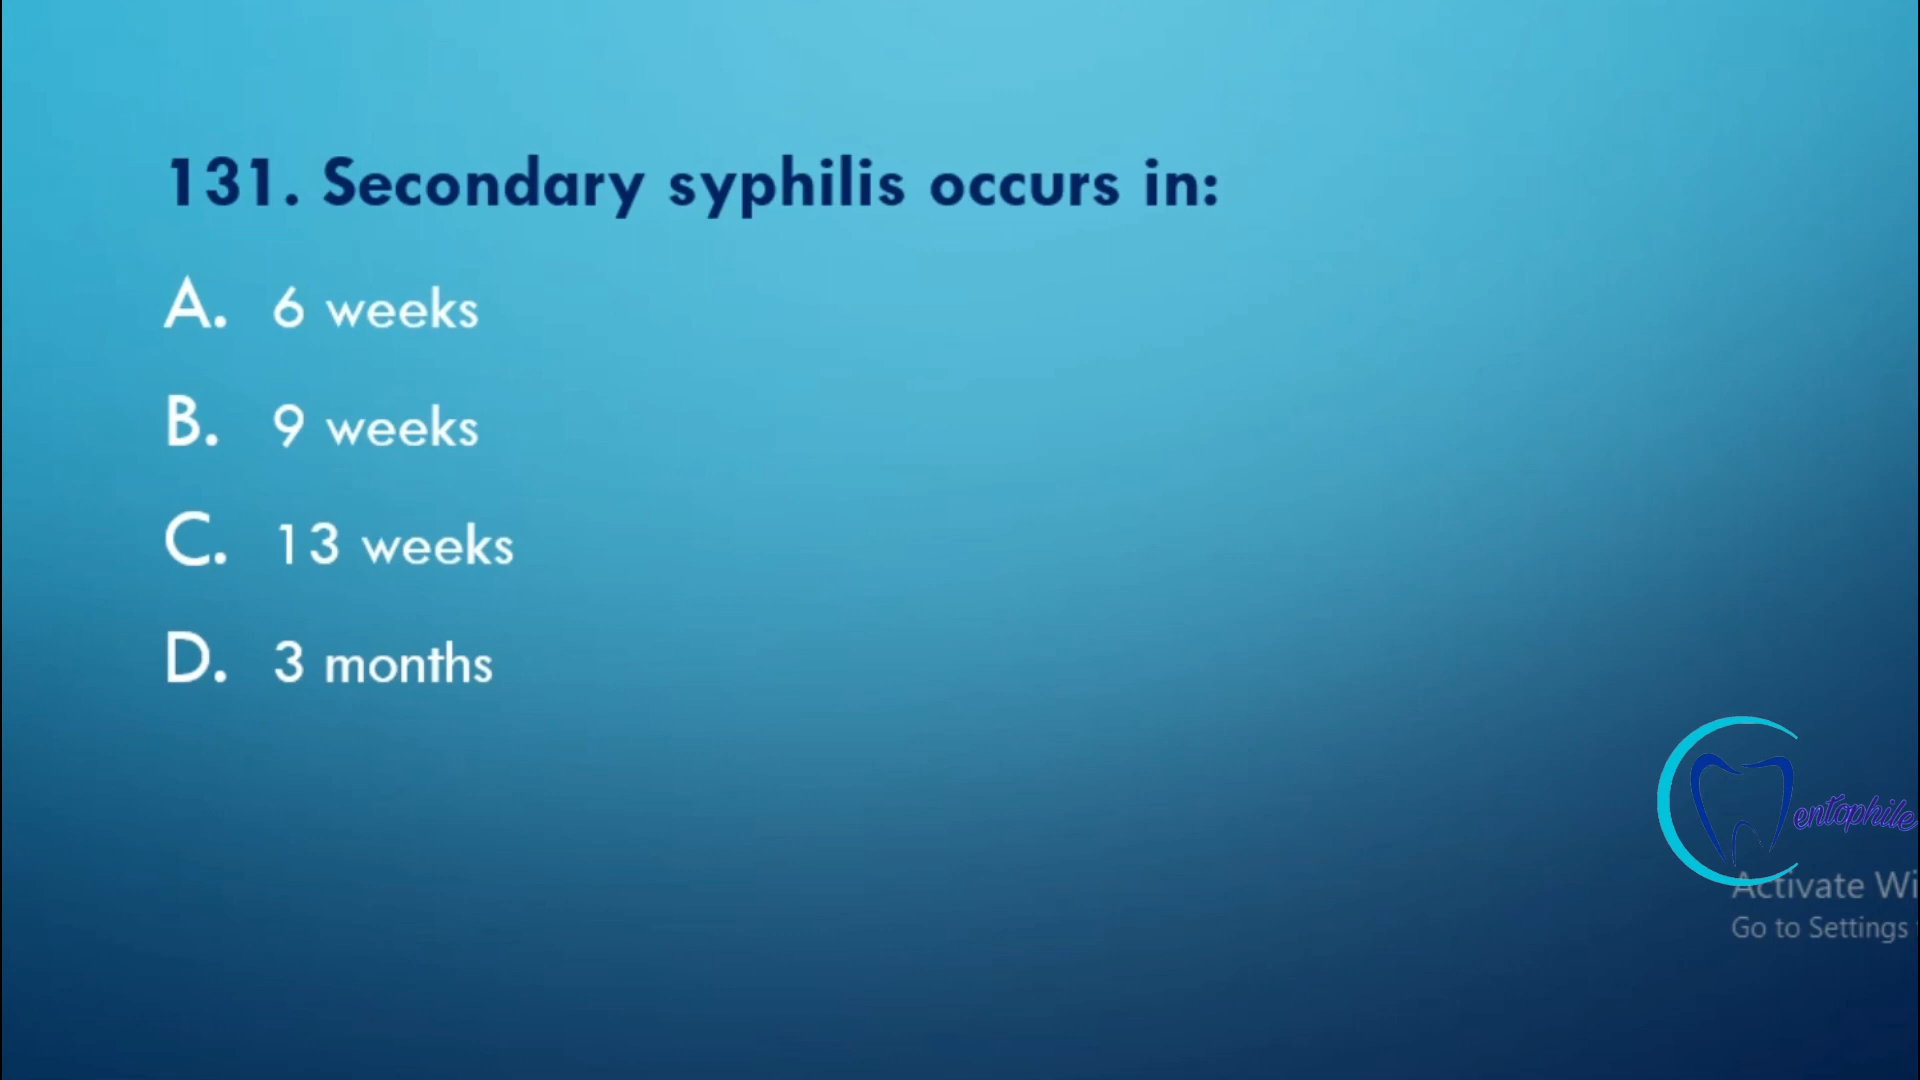 131. Secondary syphilis occurs in:
A. 6 weeks
B. 9 weeks
C. 13 weeks
D. 3 months
entophile
Activate Wi
Go to Settings